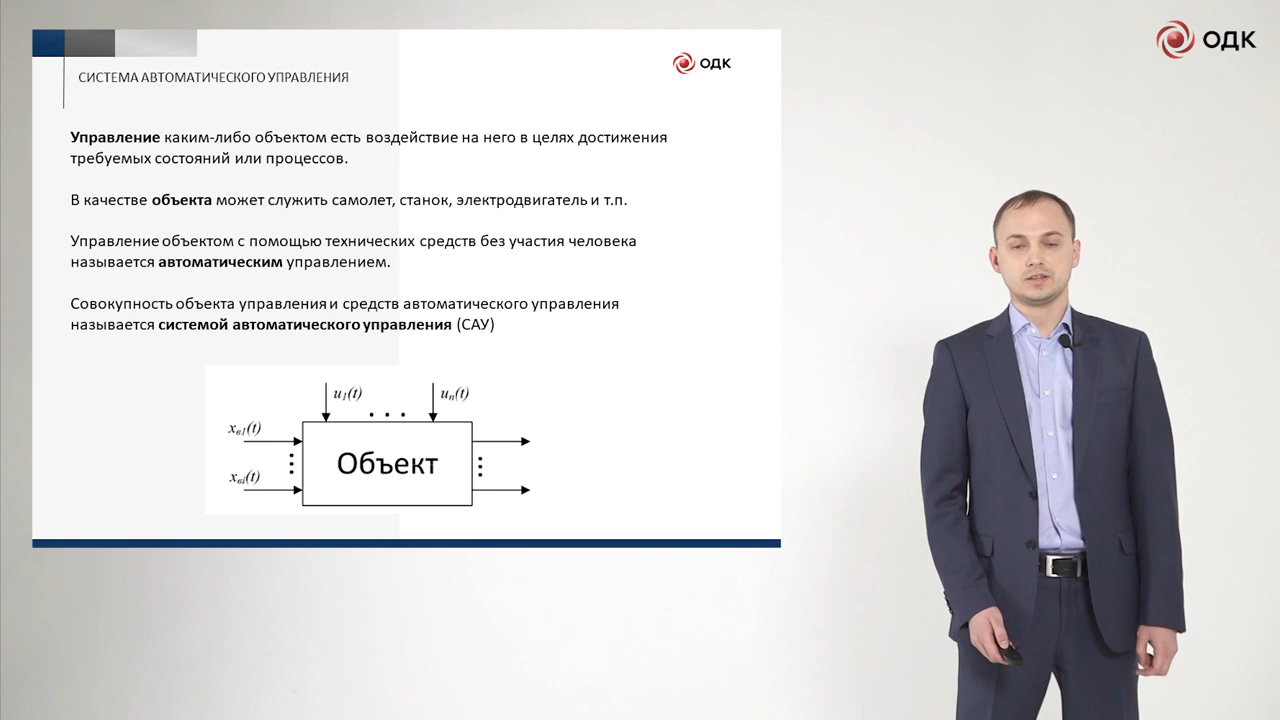 ОДК
СИСТЕМА АВТОМАТИЧЕСКОГО УПРАВЛЕНИЯ
ОДК
Управление каким-либо объектом есть воздействие на него в целях достижения
требуемых состояний или процессов.
В качестве объекта может служить самолет, станок, электродвигатель и т.п.
Управление объектом с помощью технических средств без участия человека
называется автоматическим управлением.
Совокупность объекта управления и средств автоматического управления
называется системой автоматического управления (САУ)
u1(t) un(t)
xв1(t)
Объект
xвi(t)